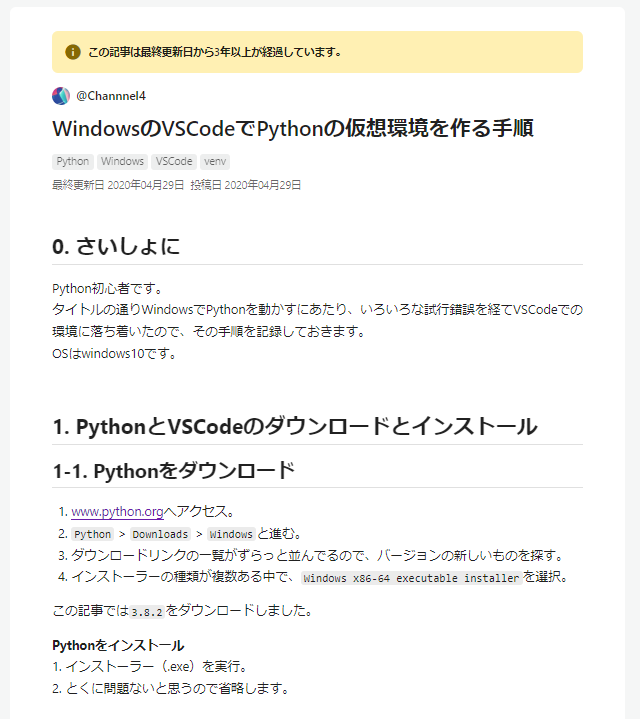 この記事は最終更新日から3年以上が経過しています。
@Channnel4
WindowsのVSCodeでPythonの仮想環境を作る手順
Python Windows VSCode venv
最終更新日 2020年04月29日 投稿日 2020年04月29日
0. さいしょに
Python初心者です。
タイトルの通りWindowsでPythonを動かすにあたり、いろいろな試行錯誤を経てVSCodeでの
環境に落ち着いたので、その手順を記録しておきます。
OSはwindows10です。
1. PythonとVSCodeのダウンロードとインストール
1-1. Pythonをダウンロード
1. www.python.orgへアクセス。
2. Python > Downloads > Windowsと進む。
3. ダウンロードリンクの一覧がずらっと並んでるので、バージョンの新しいものを探す。
4. インストーラーの種類が複数ある中で、Windows x86-64 executable installerを選択。
この記事では3.8.2をダウンロードしました。
Pythonをインストール
1. インストーラー（.exe）を実行。
2. とくに問題ないと思うので省略します。